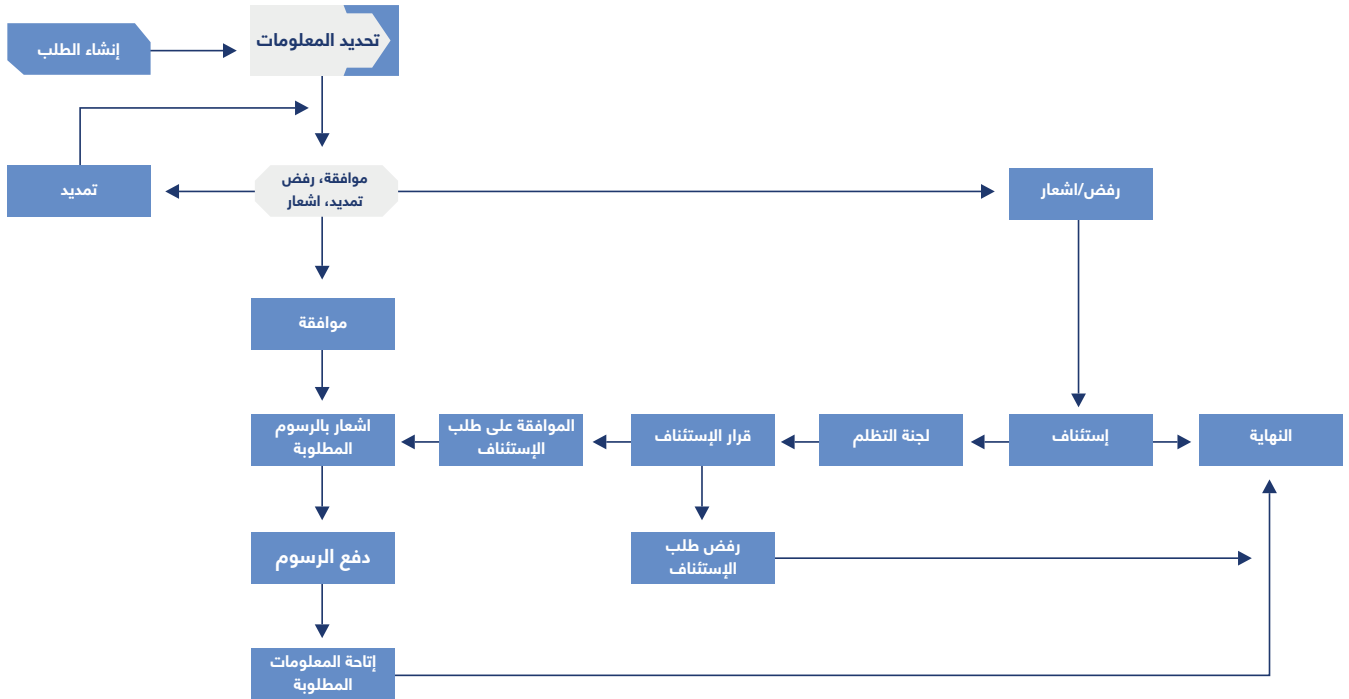 إنشاء الطلب
تحديد المعلومات
تمديد
موافقة، رفض
تمديد، اشعار
رفض/اشعار
موافقة
اشعار بالرسوم
المطلوبة
الموافقة على طلب
الإستئناف
قرار الإستئناف
لجنة التظلم
إستئناف
النهاية
دفع الرسوم
رفض طلب
الإستئناف
إتاحة المعلومات
المطلوبة